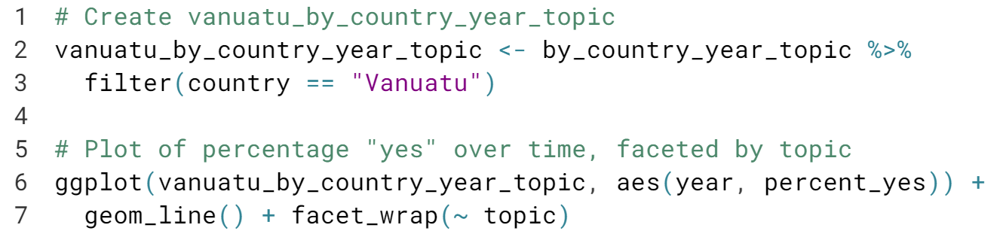 1 # Create vanuatu_by_country_year_topic
2 vanuatu_by_country_year_topic <- by_country_year_topic %>%
3   filter(country == "Vanuatu")
4
5 # Plot of percentage "yes" over time, faceted by topic
6 ggplot(vanuatu_by_country_year_topic, aes(year, percent_yes)) +
7   geom_line() + facet_wrap(~ topic)